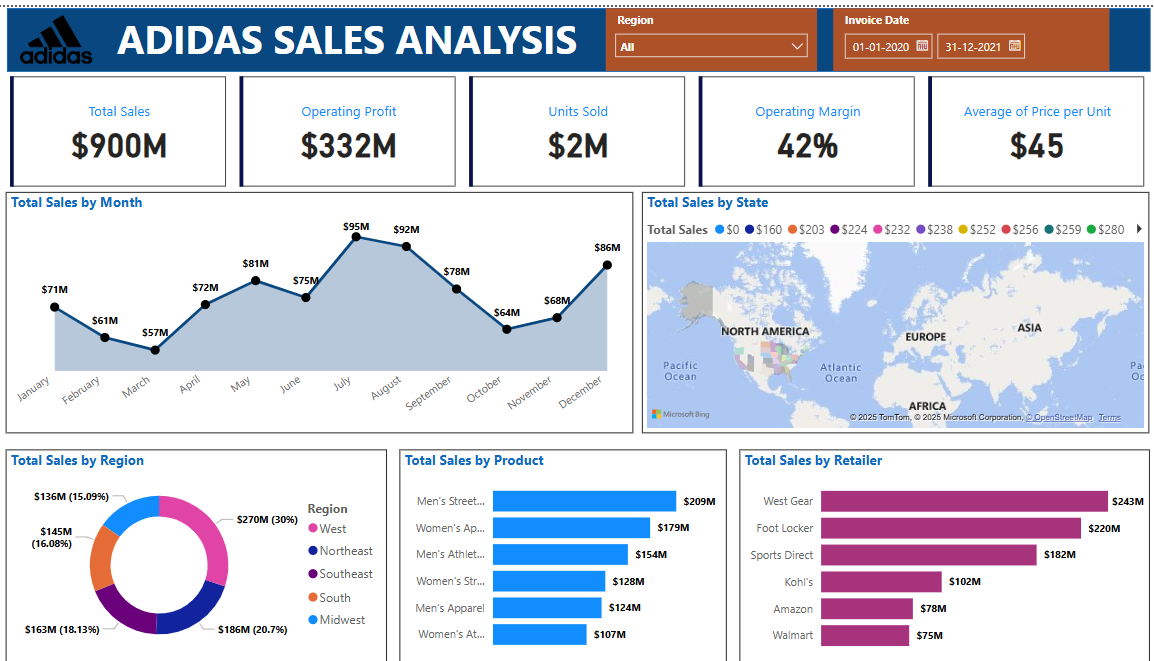 adidas
ADIDAS SALES ANALYSIS
Region
All
Invoice Date
01-01-2020
31-12-2021
Total Sales
$900M
Operating Profit
$332M
Units Sold
$2M
Operating Margin
42%
Average of Price per Unit
$45
Total Sales by Month
$71M
$61M
$57M
$72M
$81M
$75M
$95M
$92M
$78M
$64M
$68M
$86M
January
February
March
April
May
June
July
August
September
October
November
December
Total Sales by State
Total Sales $0 $160 $203 $224 $232 $238 $252 $256 $259 $280
NORTH AMERICA
EUROPE
ASIA
Pacific
Ocean
Atlantic
Ocean
Pa
Oc
AFRICA
Microsoft Bing
© 2025 TomTom, © 2025 Microsoft Corporation, © OpenStreetMap Terms
Total Sales by Region
$136M (15.09%)
$145M
(16.08%)
$163M (18.13%)
$270M (30%)
$186M (20.7%)
Region
West
Northeast
Southeast
South
Midwest
Total Sales by Product
Men's Street... $209M
Women's Ap... $179M
Men's Athlet... $154M
Women's Str... $128M
Men's Apparel $124M
Women's At... $107M
Total Sales by Retailer
West Gear $243M
Foot Locker $220M
Sports Direct $182M
Kohl's $102M
Amazon $78M
Walmart $75M